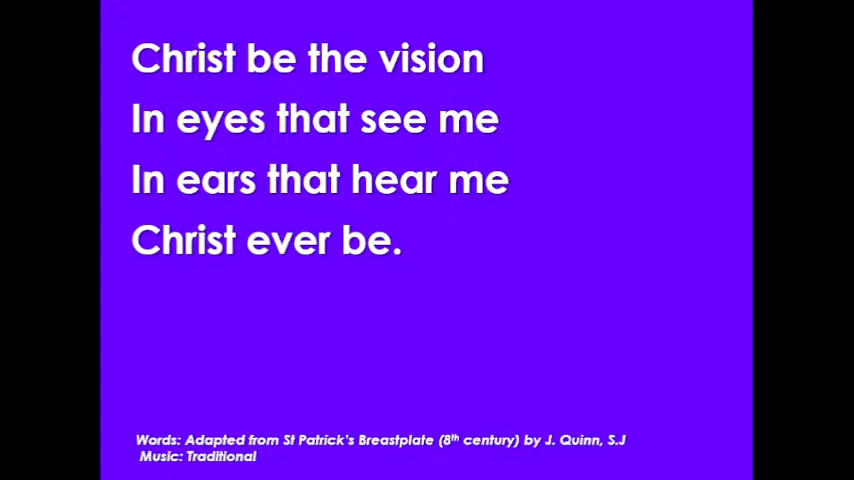 Christ be the vision
In eyes that see me
In ears that hear me
Christ ever be.
Words: Adapted from St Patrick's Breastplate (8th century) by J. Quinn, S.J
Music: Traditional